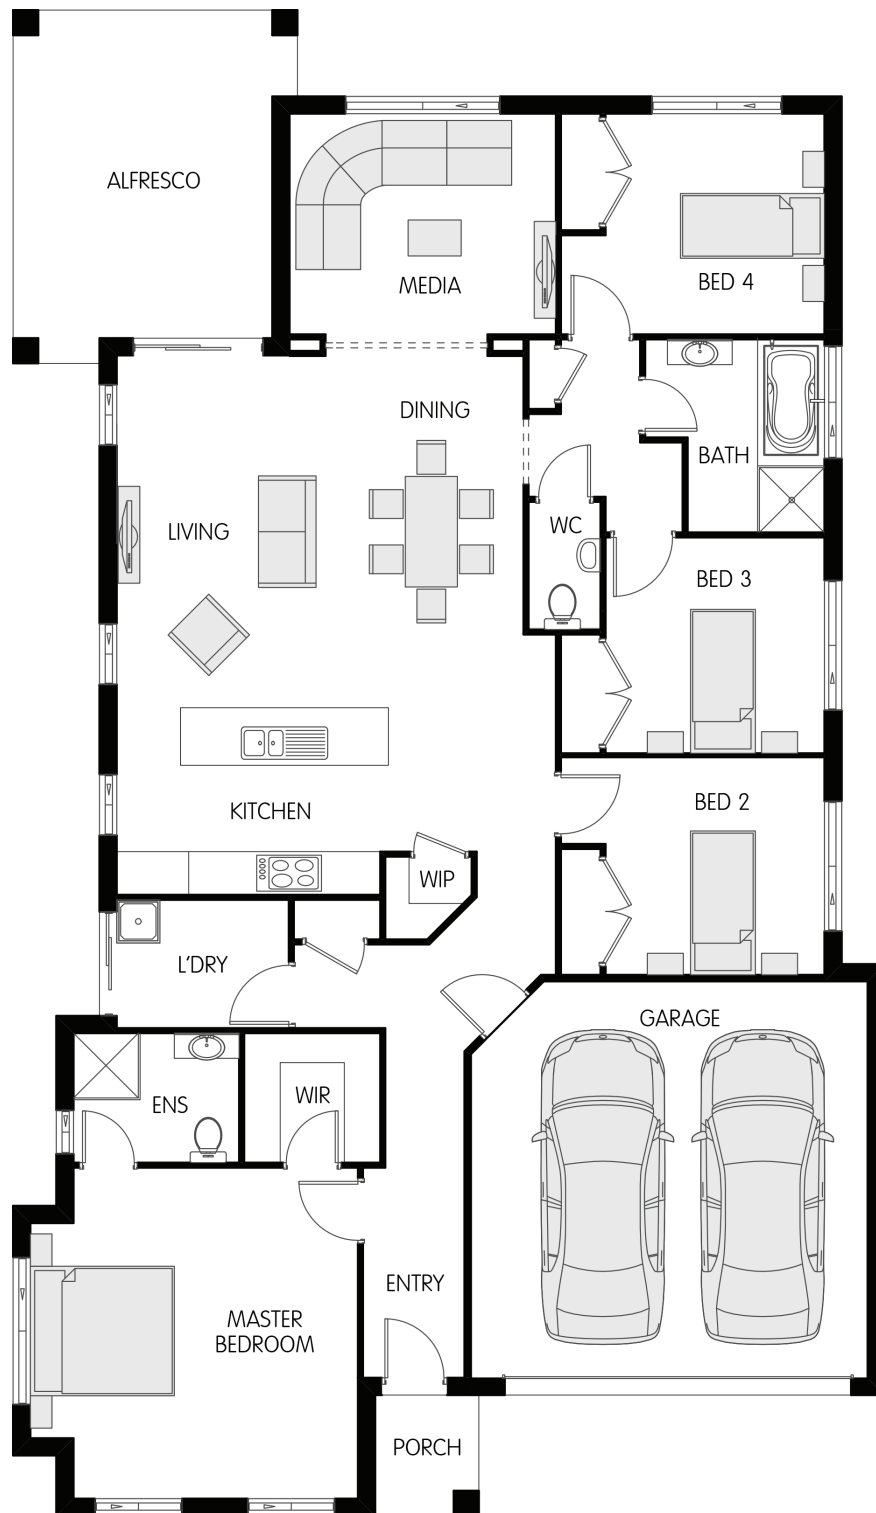 ALFRESCO
MEDIA
BED 4
DINING
BATH
LIVING
WC
BED 3
KITCHEN
BED 2
WIP
L'DRY
GARAGE
WIR
ENS
ENTRY
MASTER
BEDROOM
PORCH